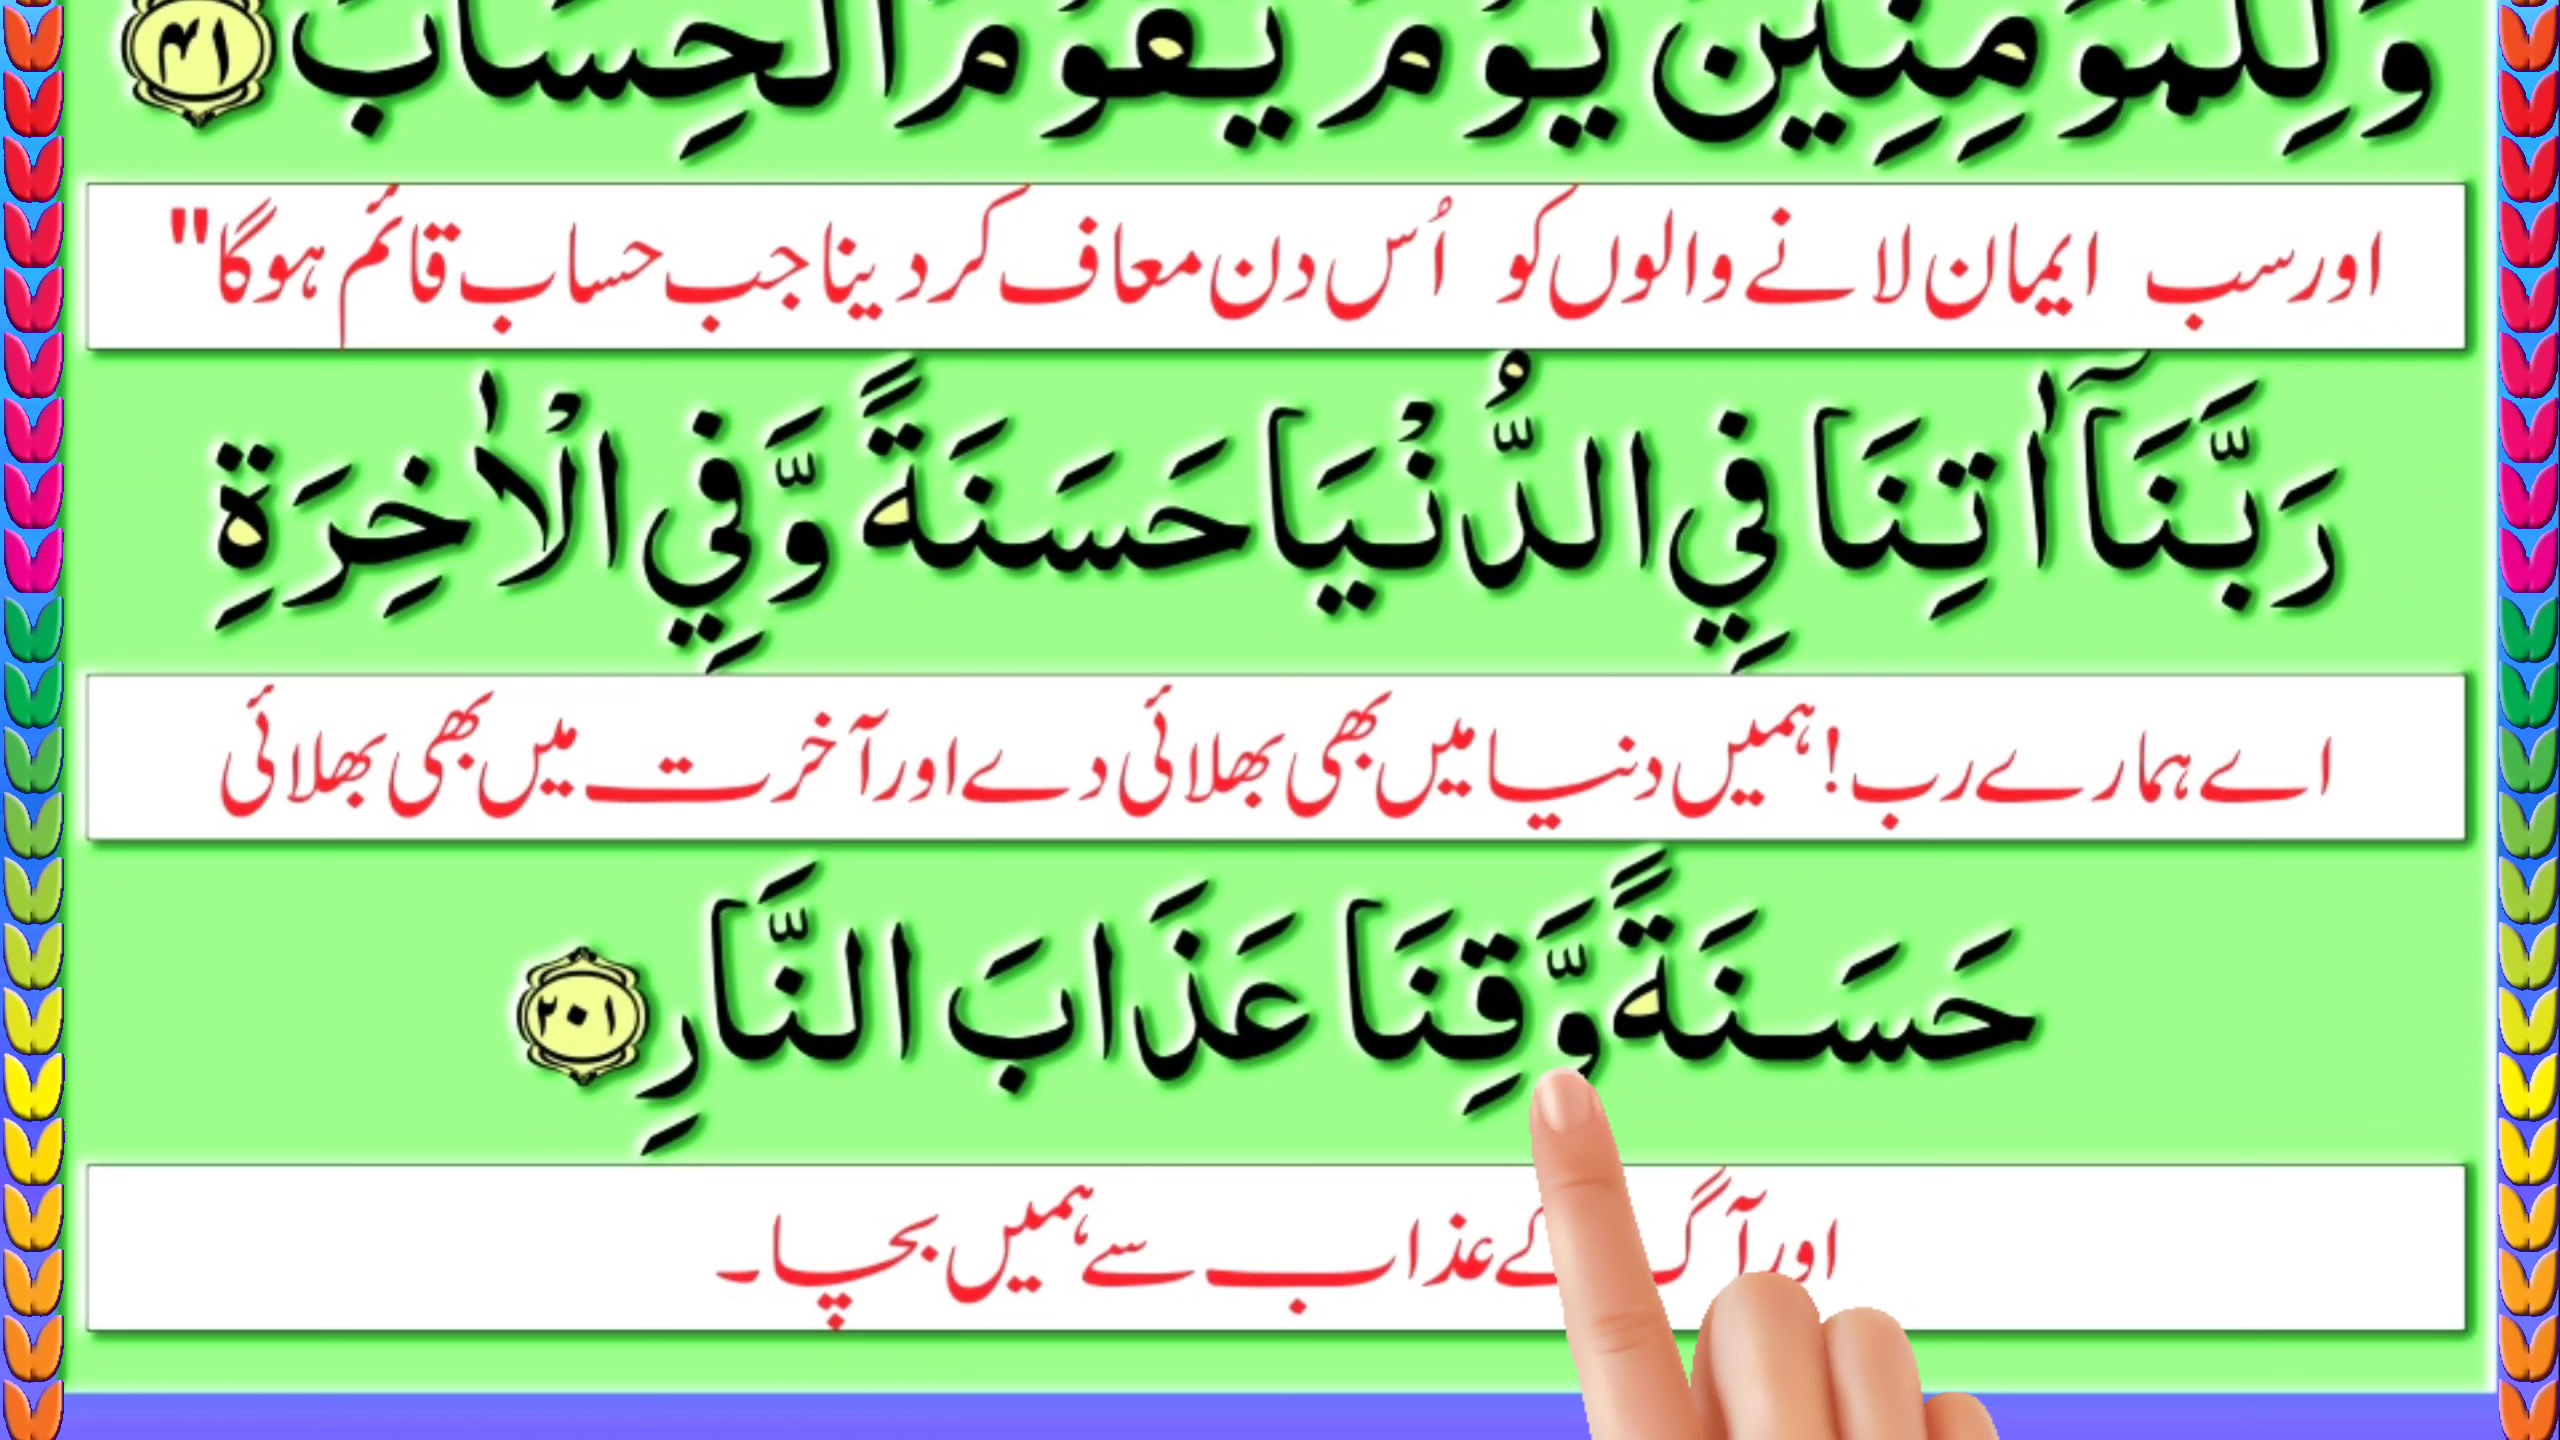 وَلِلْمُؤْمِنِيْنَ يَوْمَ يَقُوْمُ الْحِسَابُ ۴۱
اور سب ایمان لانے والوں کو اُس دن معاف کر دینا جب حساب قائم ہوگا"
رَبَّنَآ اٰتِنَا فِي الدُّنْيَا حَسَنَةً وَّفِي الْاٰخِرَةِ
اے ہمارے رب! ہمیں دنیا میں بھی بھلائی دے اور آخرت میں بھی بھلائی
حَسَنَةً وَّقِنَا عَذَابَ النَّارِ ۲۰۱
اور آگ کے عذاب سے ہمیں بچا۔